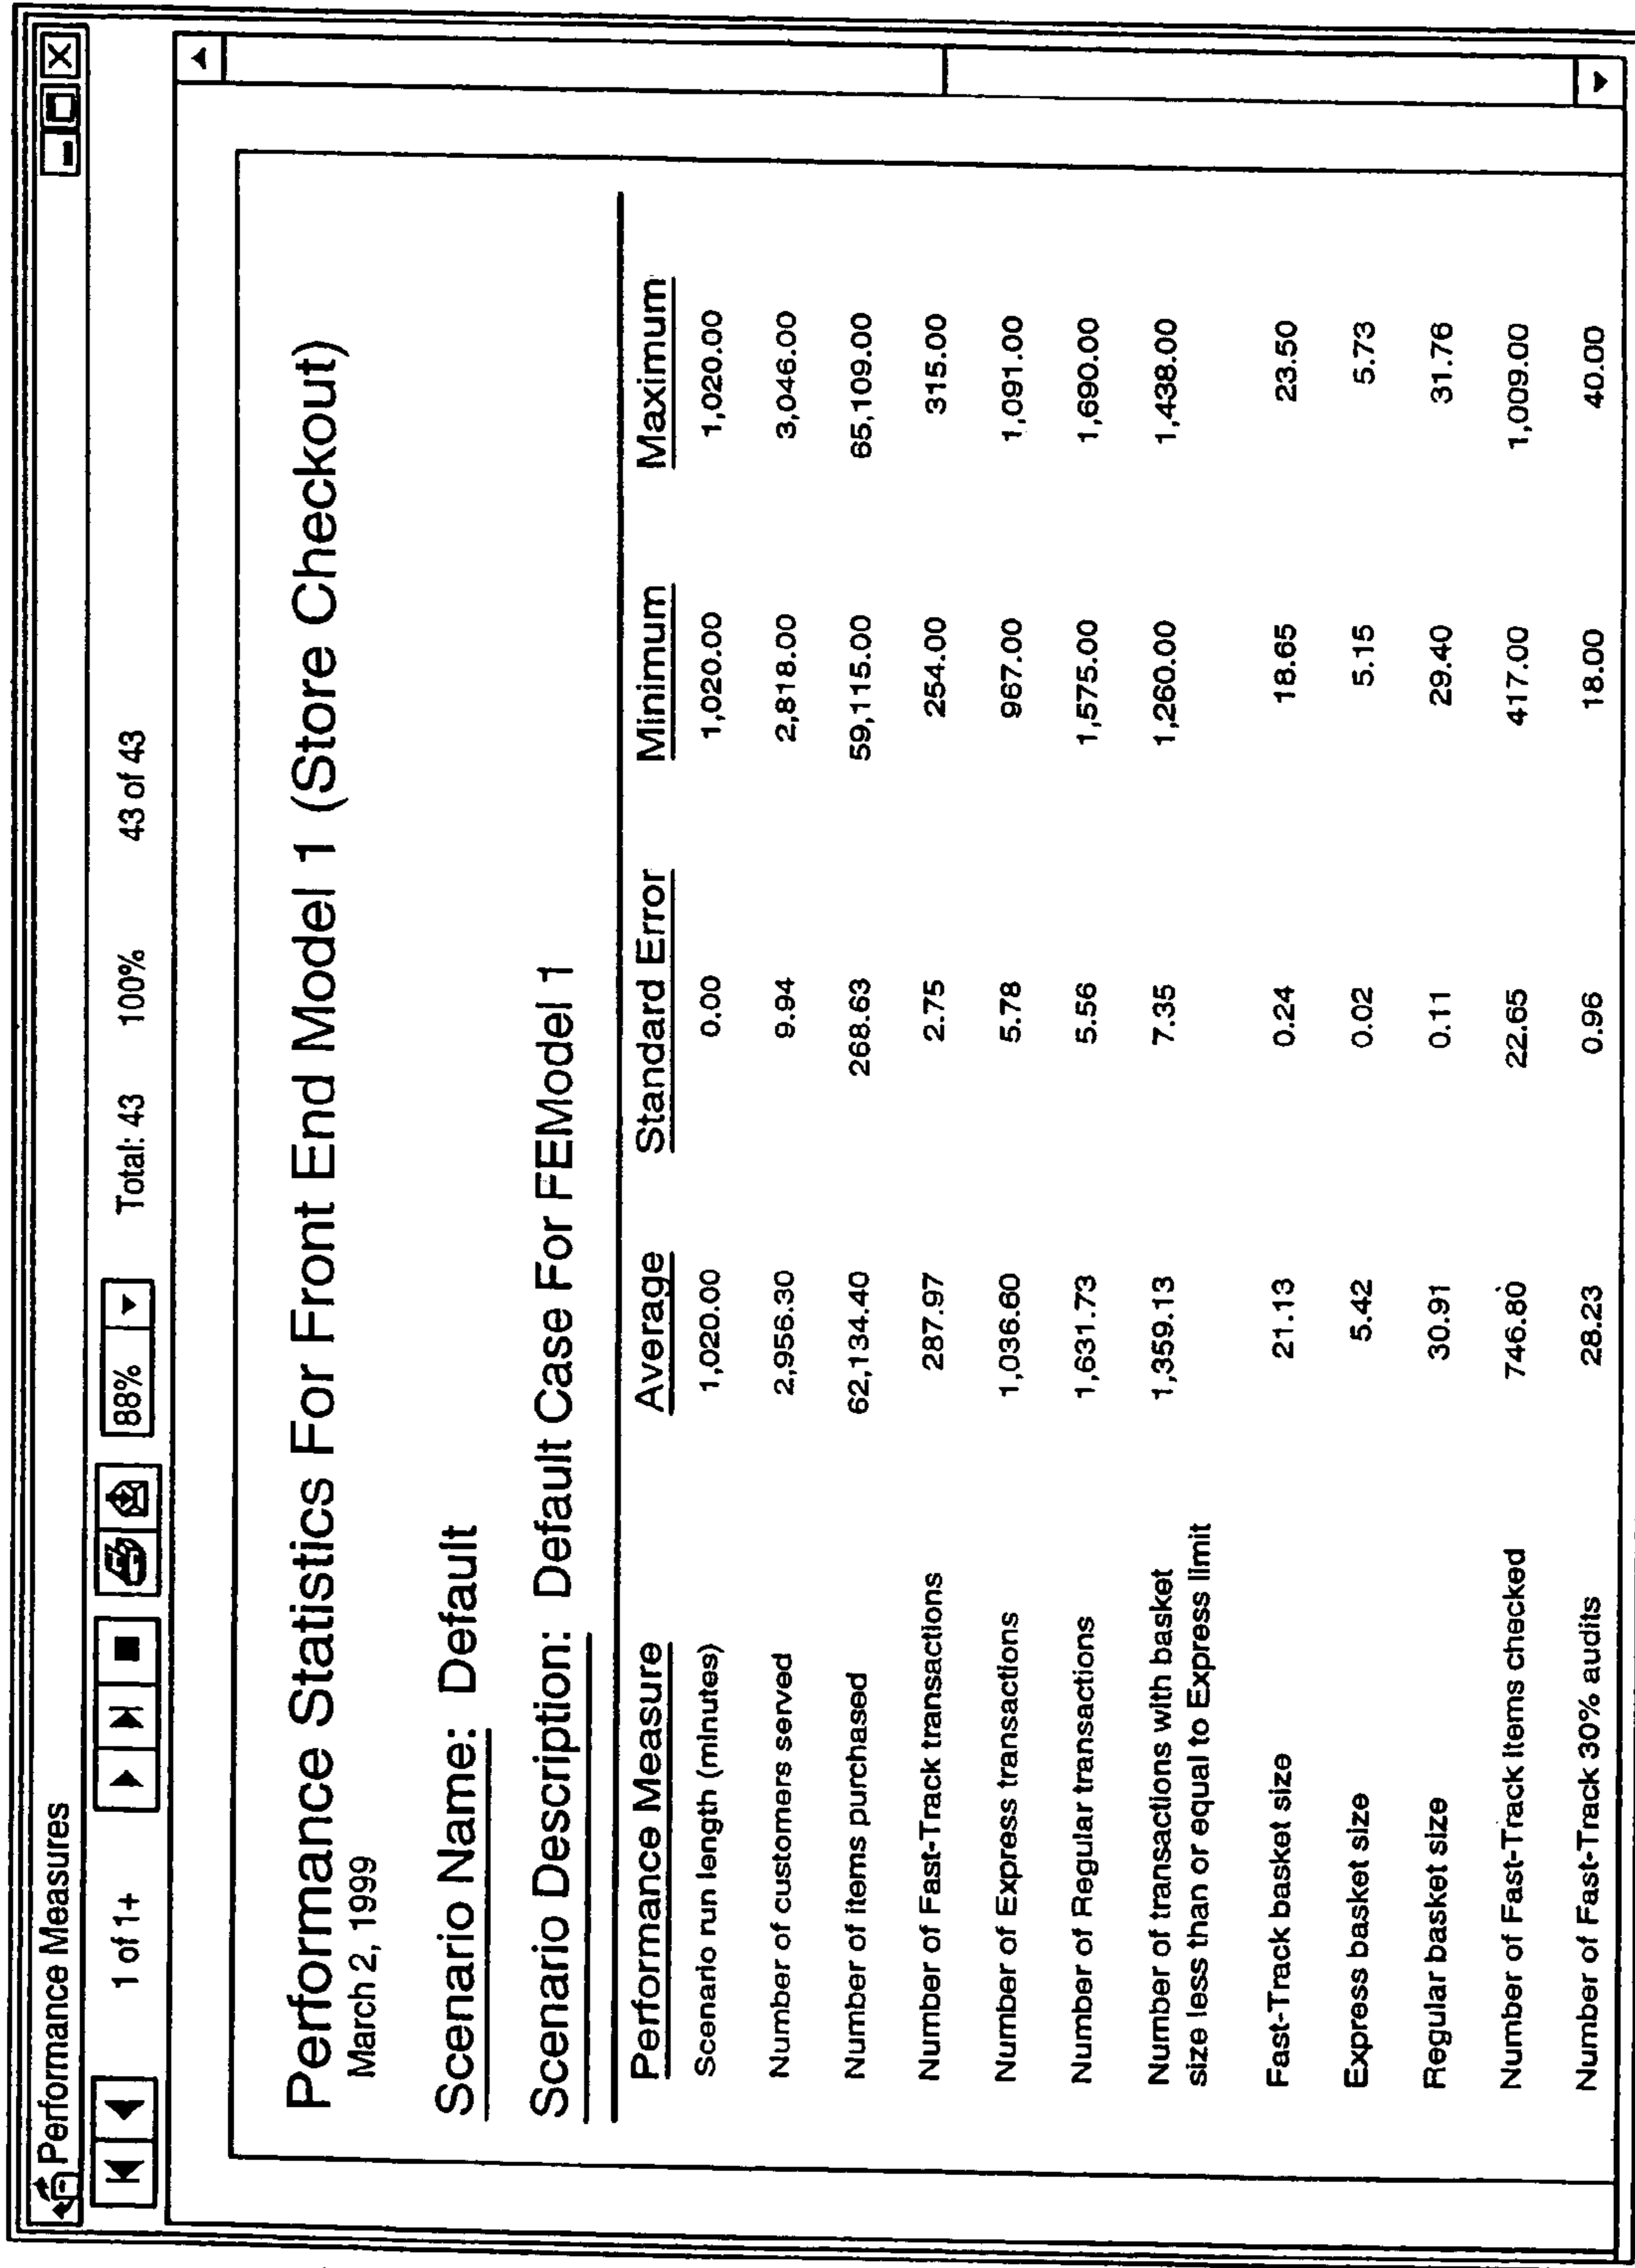 Performance Measures
1 of 1+ 88% Total: 43 100% 43 of 43
Performance Statistics For Front End Model 1 (Store Checkout)
March 2, 1999
Scenario Name: Default
Scenario Description: Default Case For FEModel 1
Performance Measure Average Standard Error Minimum Maximum
Scenario run length (minutes) 1,020.00 0.00 1,020.00 1,020.00
Number of customers served 2,956.30 9.94 2,818.00 3,046.00
Number of items purchased 62,134.40 268.63 59,115.00 65,109.00
Number of Fast-Track transactions 287.97 2.75 254.00 315.00
Number of Express transactions 1,036.60 5.78 967.00 1,091.00
Number of Regular transactions 1,631.73 5.56 1,575.00 1,690.00
Number of transactions with basket 1,359.13 7.35 1,260.00 1,438.00
size less than or equal to Express limit
Fast-Track basket size 21.13 0.24 18.65 23.50
Express basket size 5.42 0.02 5.15 5.73
Regular basket size 30.91 0.11 29.40 31.76
Number of Fast-Track items checked 746.80 22.65 417.00 1,009.00
Number of Fast-Track 30% audits 28.23 0.96 18.00 40.00